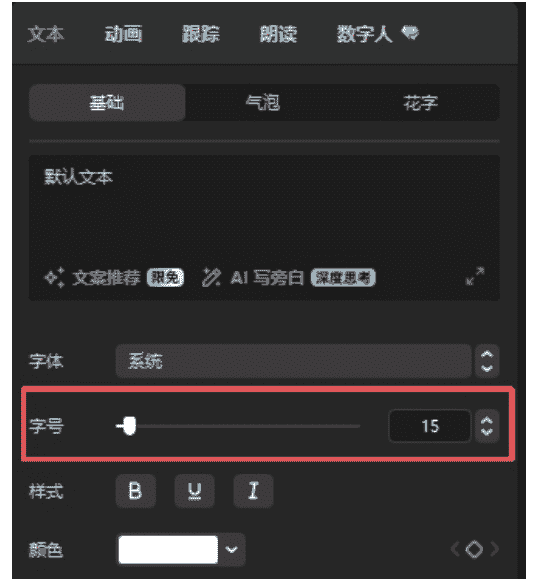 文本 动画 跟踪 朗读 数字人
基础 气泡 花字
默认文本
文案推荐 限免 AI 写旁白 深度思考
字体 系统
字号 15
样式 B U I
颜色